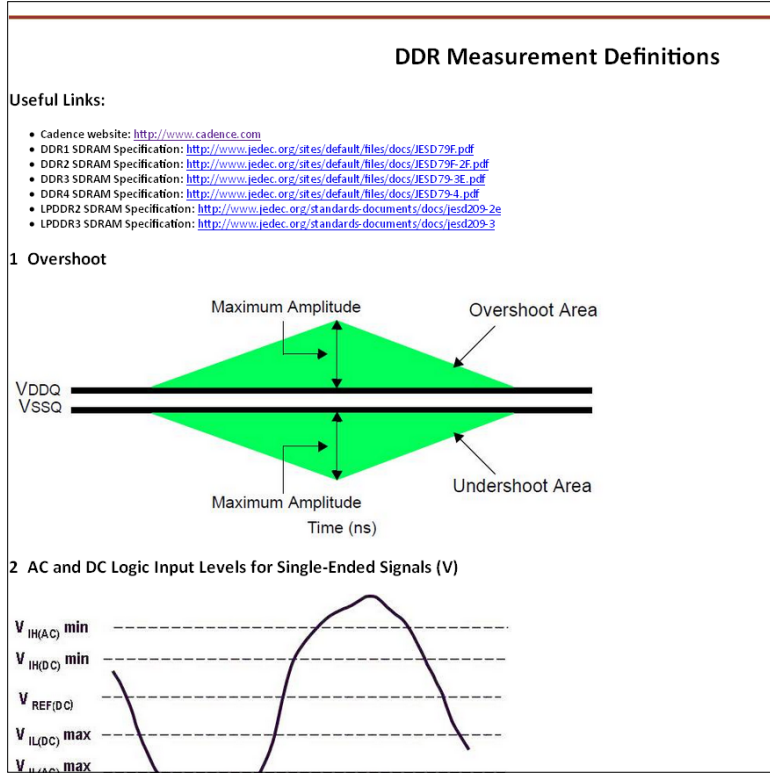 DDR Measurement Definitions
Useful Links:
• Cadence website: http://www.cadence.com
• DDR1 SDRAM Specification: http://www.jedec.org/sites/default/files/docs/JESD79F.pdf
• DDR2 SDRAM Specification: http://www.jedec.org/sites/default/files/docs/JESD79F-2F.pdf
• DDR3 SDRAM Specification: http://www.jedec.org/sites/default/files/docs/JESD79-3E.pdf
• DDR4 SDRAM Specification: http://www.jedec.org/sites/default/files/docs/JESD79-4.pdf
• LPDDR2 SDRAM Specification: http://www.jedec.org/standards-documents/docs/jesd209-2e
• LPDDR3 SDRAM Specification: http://www.jedec.org/standards-documents/docs/jesd209-3
1 Overshoot
Maximum Amplitude
Overshoot Area
VDDQ
VSSQ
Maximum Amplitude
Undershoot Area
Time (ns)
2 AC and DC Logic Input Levels for Single-Ended Signals (V)
V IH(AC) min
V IH(DC) min
V REF(DC)
V IL(DC) max
V IL(AC) max